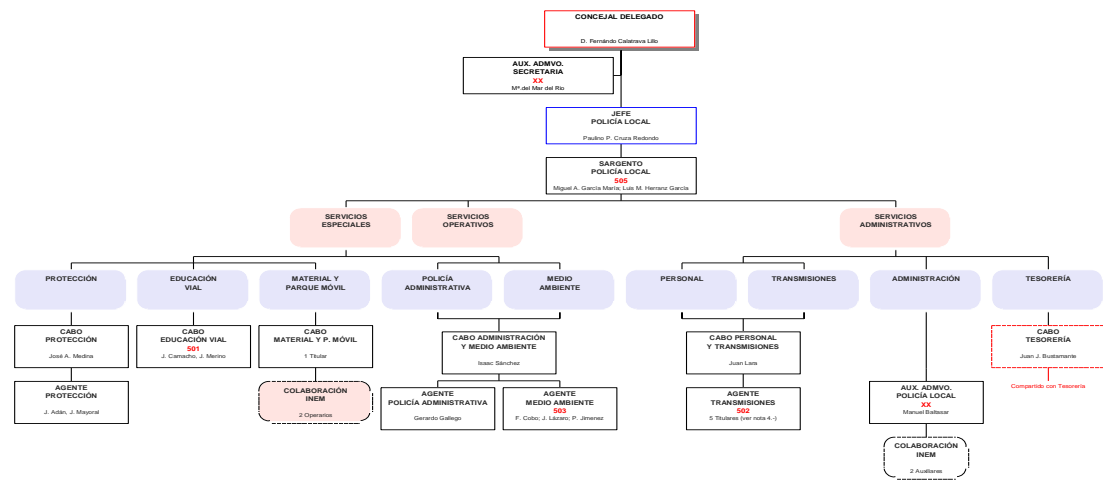 CONCEJAL DELEGADO
D. Fernándo Calatrava Lillo
AUX. ADMVO.
SECRETARIA
XX
Mª.del Mar del Río
JEFE
POLICÍA LOCAL
Paulino P. Cruza Redondo
SARGENTO
POLICÍA LOCAL
505
Miguel A. García María; Luis M. Herranz García
SERVICIOS
ESPECIALES
SERVICIOS
OPERATIVOS
SERVICIOS
ADMINISTRATIVOS
PROTECCIÓN
EDUCACIÓN
VIAL
MATERIAL Y
PARQUE MÓVIL
POLICÍA
ADMINISTRATIVA
MEDIO
AMBIENTE
PERSONAL
TRANSMISIONES
ADMINISTRACIÓN
TESORERÍA
CABO
PROTECCIÓN
José A. Medina
CABO
EDUCACIÓN VIAL
501
J. Camacho, J. Merino
CABO
MATERIAL Y P. MÓVIL
1 Titular
CABO ADMINISTRACIÓN
Y MEDIO AMBIENTE
Isaac Sánchez
CABO PERSONAL
Y TRANSMISIONES
Juan Lara
CABO
TESORERÍA
Juan J. Bustamante
AGENTE
PROTECCIÓN
J. Adán, J. Mayoral
COLABORACIÓN
INEM
2 Operarios
AGENTE
POLICÍA ADMINISTRATIVA
Gerardo Gallego
AGENTE
MEDIO AMBIENTE
503
F. Cobo; J. Lázaro; P. Jimenez
AGENTE
TRANSMISIONES
502
5 Titulares (ver nota 4.-)
AUX. ADMVO.
POLICÍA LOCAL
XX
Manuel Baltasar
Compartido con Tesorería
COLABORACIÓN
INEM
2 Auxiliares